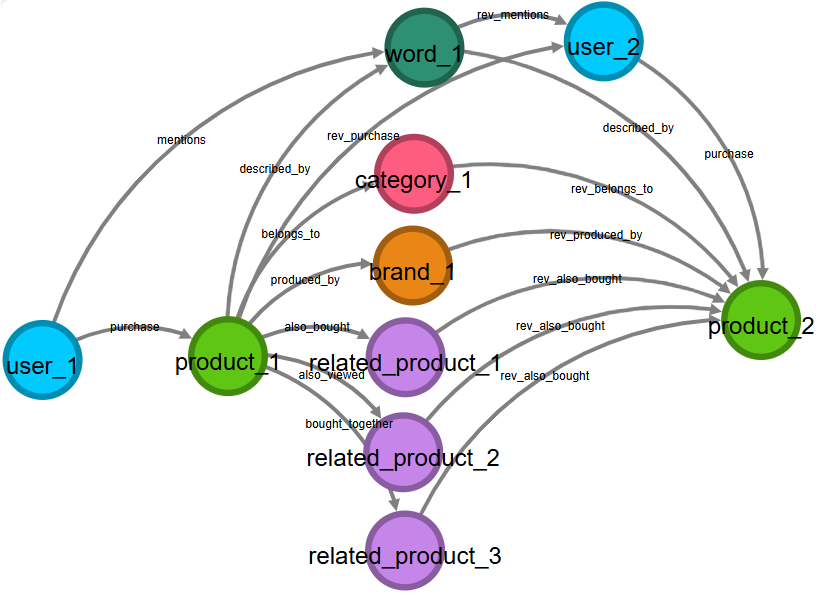 rev_mentions
word_1
user_2
mentions
rev_purchase
described_by
described_by
purchase
category_1
rev_belongs_to
belongs_to
rev_produced_by
brand_1
produced_by
rev_also_bought
purchase
also_bought
rev_also_bought
product_2
user_1
product_1
related_product_1
also_viewed
rev_also_bought
bought_together
related_product_2
related_product_3